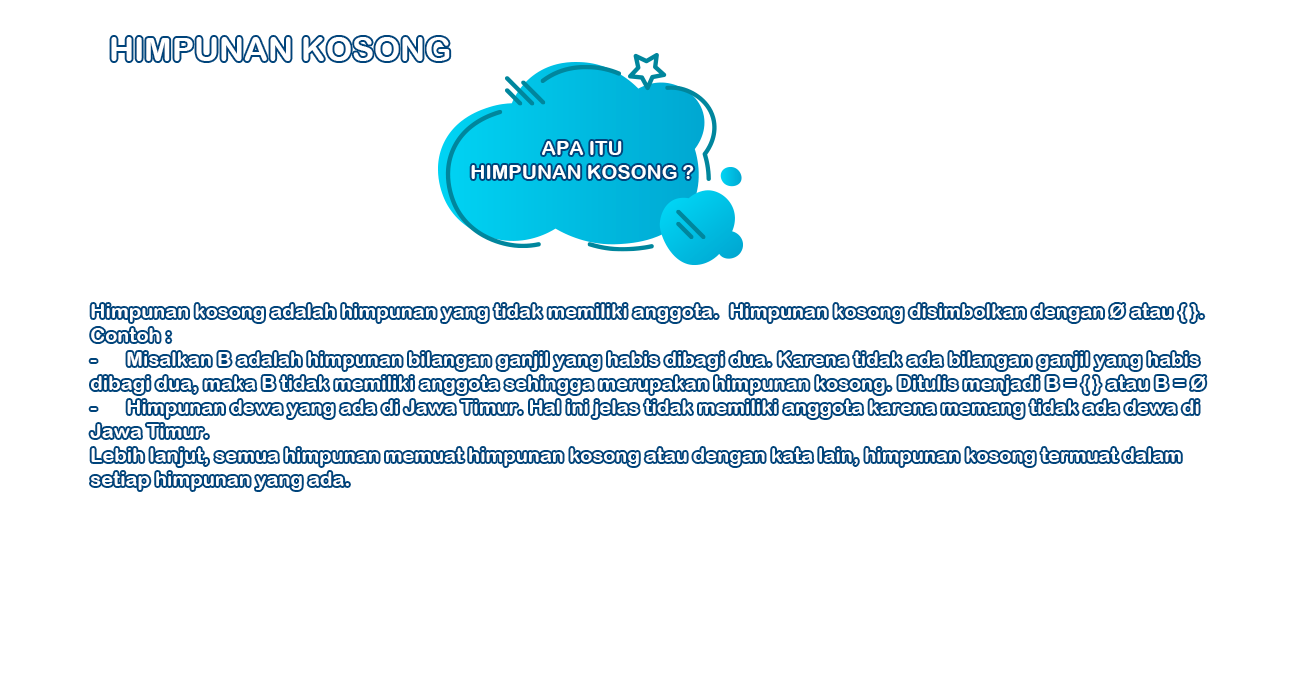 HIMPUNAN KOSONG
APA ITU
HIMPUNAN KOSONG ?
Himpunan kosong adalah himpunan yang tidak memiliki anggota.  Himpunan kosong disimbolkan dengan Ø atau { }.
Contoh :
-     Misalkan B adalah himpunan bilangan ganjil yang habis dibagi dua. Karena tidak ada bilangan ganjil yang habis
dibagi dua, maka B tidak memiliki anggota sehingga merupakan himpunan kosong. Ditulis menjadi B = { } atau B = Ø
-     Himpunan dewa yang ada di Jawa Timur. Hal ini jelas tidak memiliki anggota karena memang tidak ada dewa di
Jawa Timur.
Lebih lanjut, semua himpunan memuat himpunan kosong atau dengan kata lain, himpunan kosong termuat dalam
setiap himpunan yang ada.